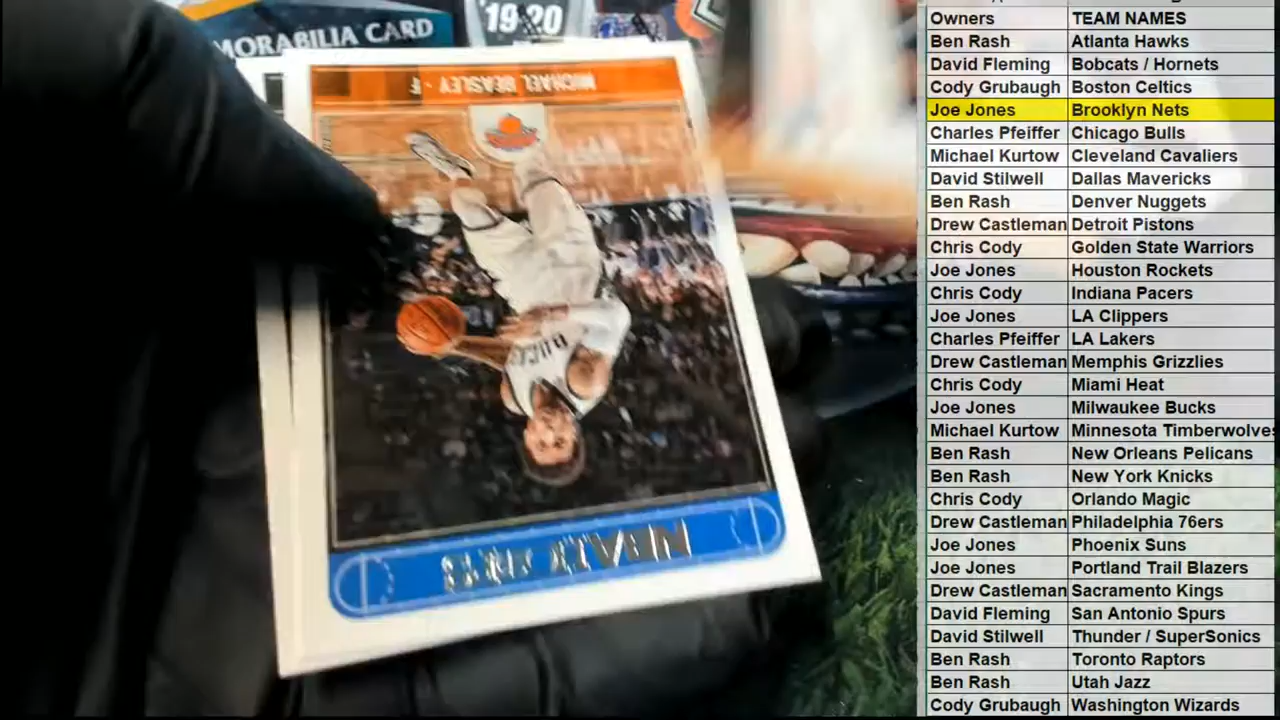 MORABILIA CARD
19-20
MICHAEL BEASLEY - F
BUC
NBA HOOPS
Owners TEAM NAMES
Ben Rash Atlanta Hawks
David Fleming Bobcats / Hornets
Cody Grubaugh Boston Celtics
Joe Jones Brooklyn Nets
Charles Pfeiffer Chicago Bulls
Michael Kurtow Cleveland Cavaliers
David Stilwell Dallas Mavericks
Ben Rash Denver Nuggets
Drew Castleman Detroit Pistons
Chris Cody Golden State Warriors
Joe Jones Houston Rockets
Chris Cody Indiana Pacers
Joe Jones LA Clippers
Charles Pfeiffer LA Lakers
Drew Castleman Memphis Grizzlies
Chris Cody Miami Heat
Joe Jones Milwaukee Bucks
Michael Kurtow Minnesota Timberwolves
Ben Rash New Orleans Pelicans
Ben Rash New York Knicks
Chris Cody Orlando Magic
Drew Castleman Philadelphia 76ers
Joe Jones Phoenix Suns
Joe Jones Portland Trail Blazers
Drew Castleman Sacramento Kings
David Fleming San Antonio Spurs
David Stilwell Thunder / SuperSonics
Ben Rash Toronto Raptors
Ben Rash Utah Jazz
Cody Grubaugh Washington Wizards